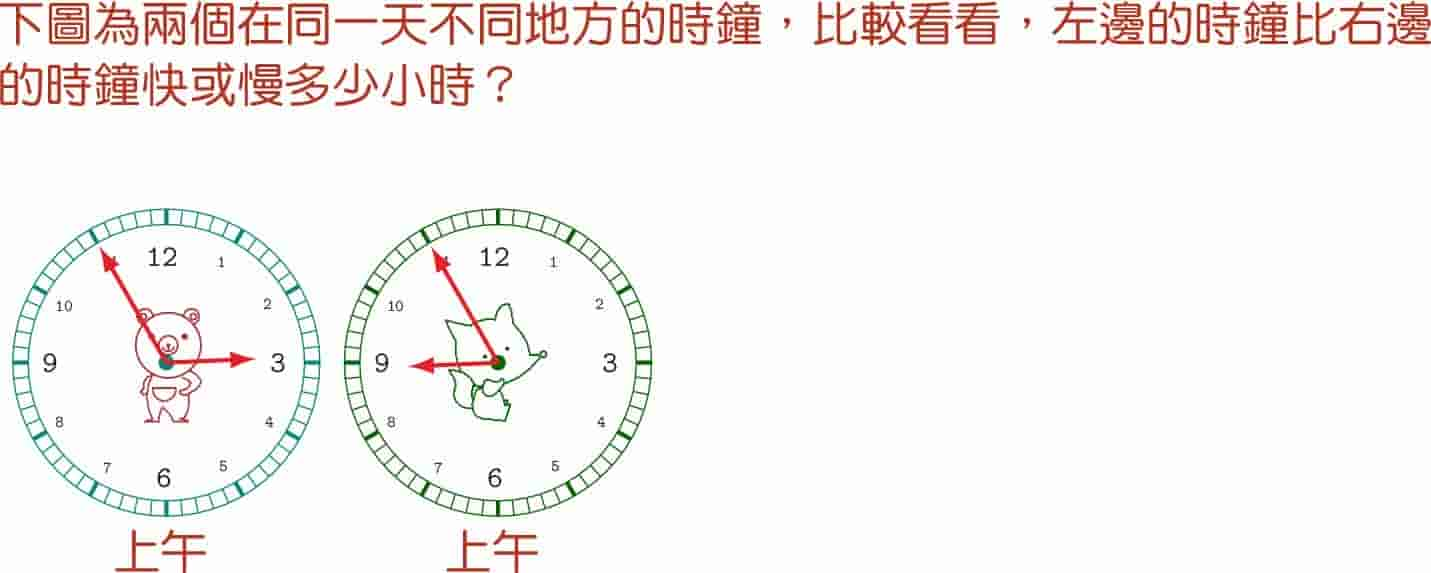 下圖為兩個在同一天不同地方的時鐘，比較看看，左邊的時鐘比右邊
的時鐘快或慢多少小時？
12 1 2 3 4 5 6 7 8 9 10
12 1 2 3 4 5 6 7 8 9 10
上午 上午